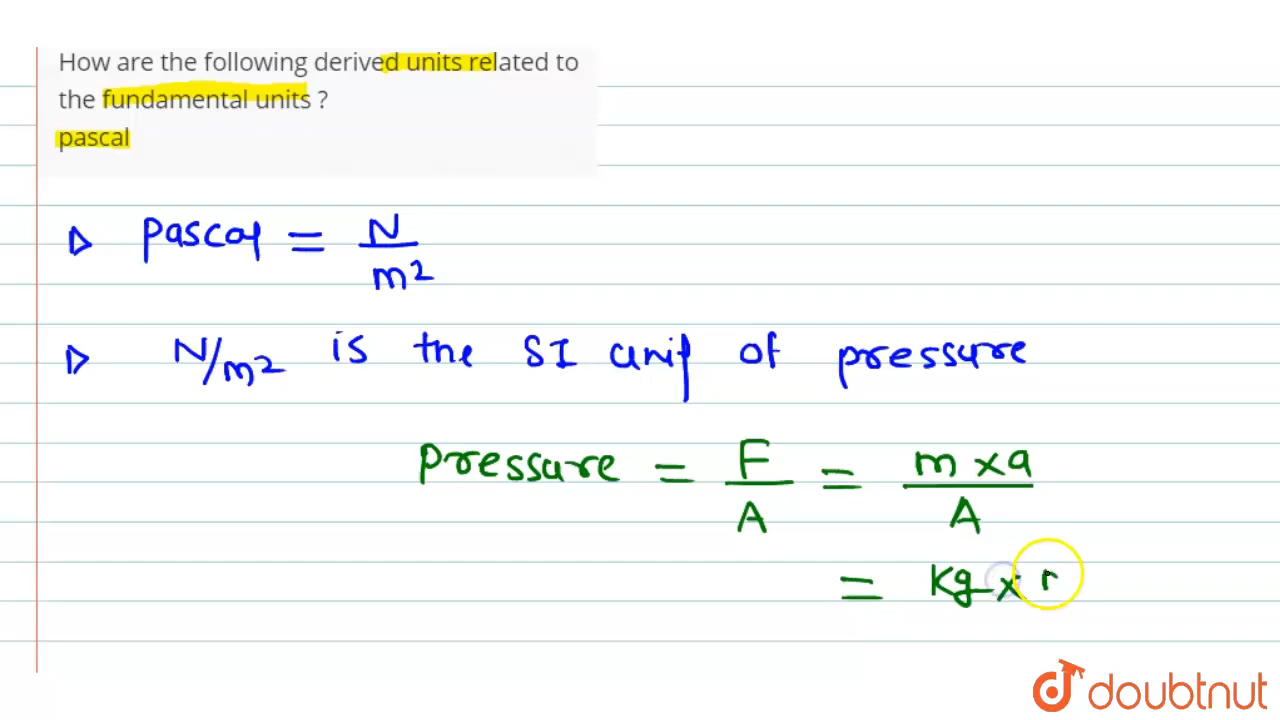 How are the following derived units related to
the fundamental units ?
pascal
Pascal = N/m²
N/m² is the SI unit of pressure
Pressure = F/A = m × a/A
= Kg × r
doubtnut